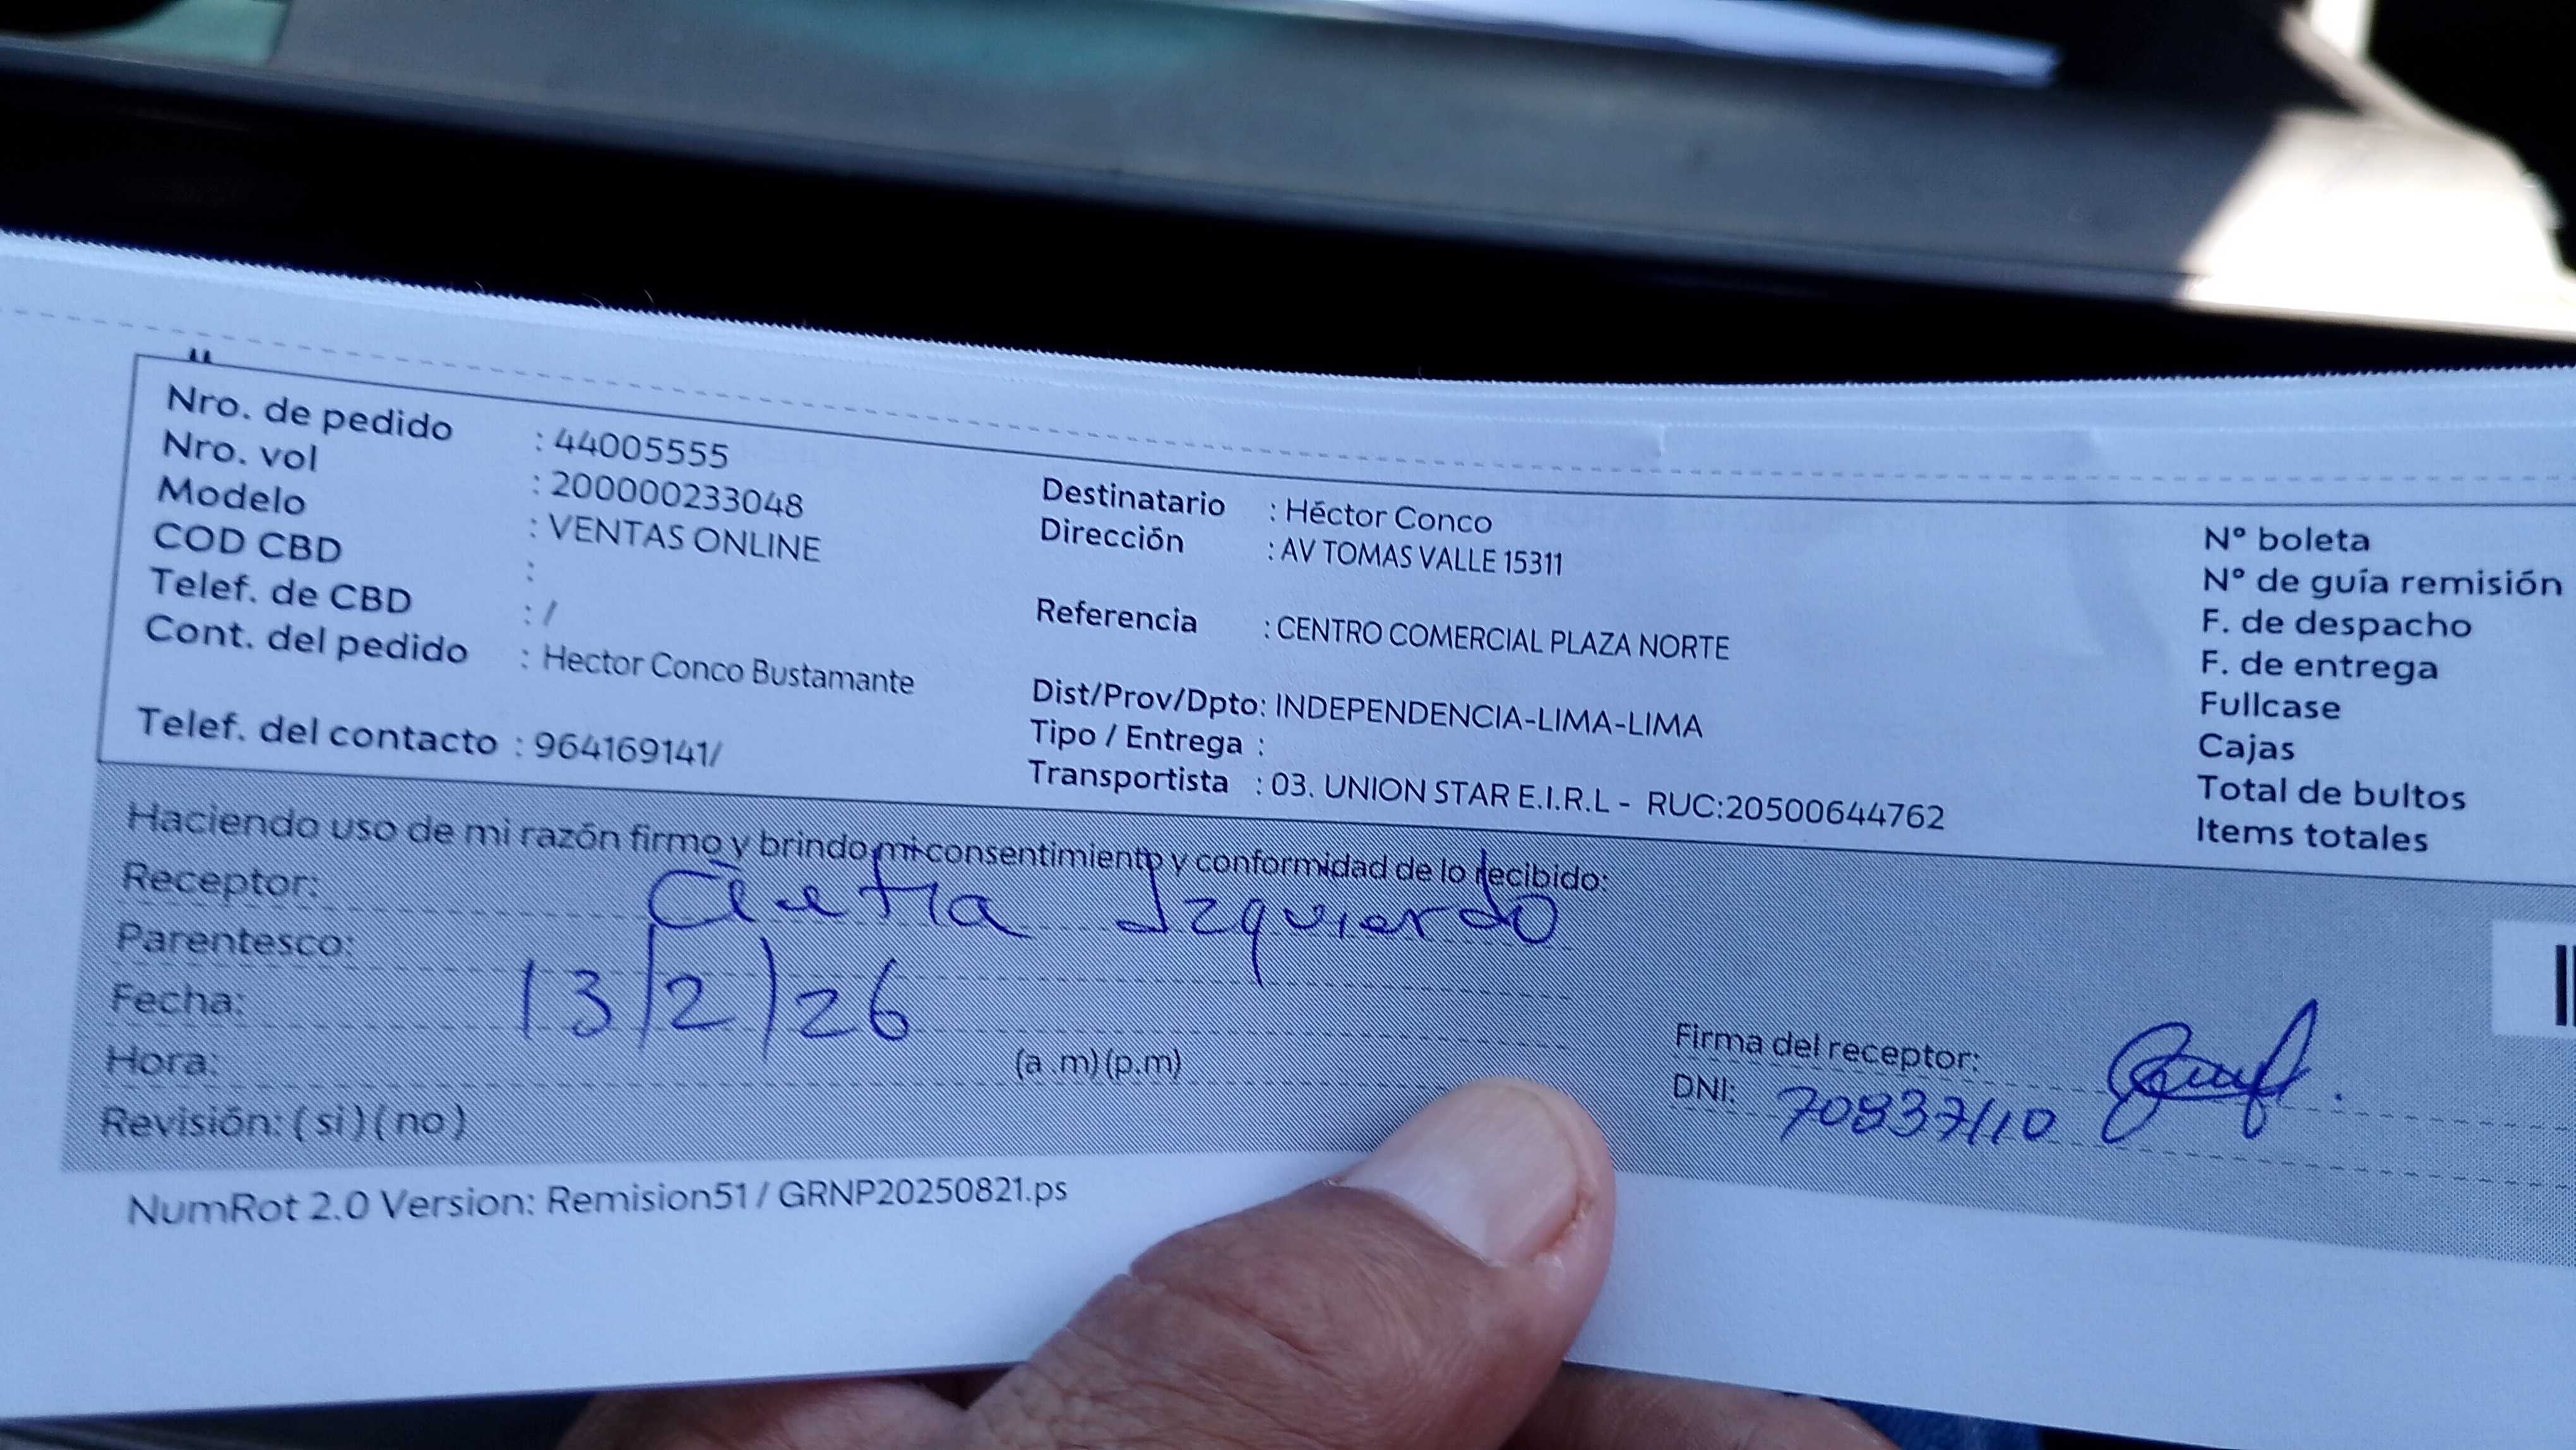 Nro. de pedido : 44005555
Nro. vol : 200000233048
Modelo : VENTAS ONLINE
COD CBD :
Telef. de CBD : /
Cont. del pedido : Hector Conco Bustamante
Telef. del contacto : 964169141/
Destinatario : Héctor Conco
Dirección : AV TOMAS VALLE 15311
Referencia : CENTRO COMERCIAL PLAZA NORTE
Dist/Prov/Dpto: INDEPENDENCIA-LIMA-LIMA
Tipo / Entrega :
Transportista : 03. UNION STAR E.I.R.L - RUC:20500644762
N° boleta
N° de guía remisión
F. de despacho
F. de entrega
Fullcase
Cajas
Total de bultos
Items totales
Haciendo uso de mi razón firmo y brindo mi consentimiento y conformidad de lo recibido:
Receptor: Izquierdo
Parentesco:
Fecha: 13/2/26
Hora: (a .m) (p.m)
Revisión: ( si ) ( no )
Firma del receptor:
DNI: 70837110
NumRot 2.0 Version: Remision51 / GRNP20250821.ps